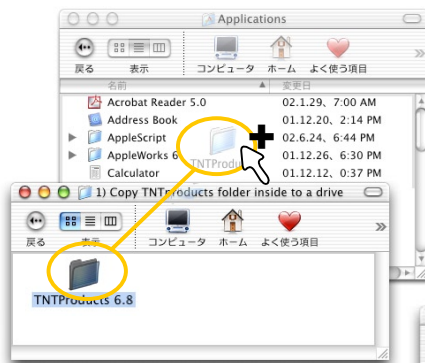 Applications
戻る 表示 コンピュータ ホーム よく使う項目
名前 変更日
Acrobat Reader 5.0 02.1.29、7:00 AM
Address Book 01.12.20、2:14 PM
AppleScript 02.6.24、6:44 PM
AppleWorks 6 01.12.26、6:30 PM
Calculator 01.12.12、0:37 PM
TNTProdu
1) Copy TNTproducts folder inside to a drive
戻る 表示 コンピュータ ホーム よく使う項目
TNTProducts 6.8